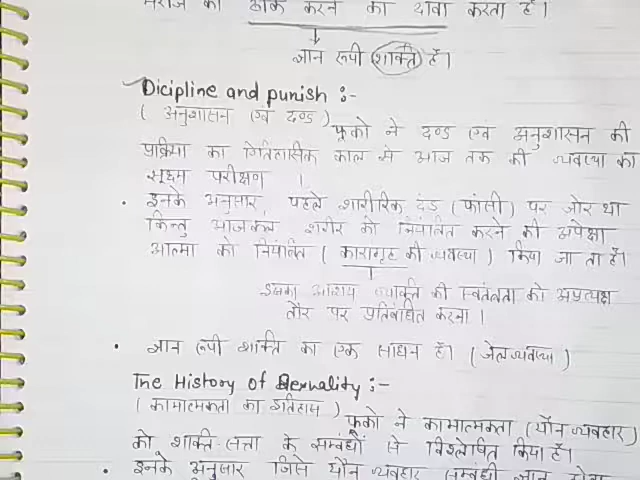 मरीज को ठीक करने का दावा करता है।
↓
ज्ञान रूपी शक्ति है।
Dicipline and punish :-
( अनुशासन एवं दण्ड )
फूको ने दण्ड एवं अनुशासन की
प्रक्रिया का ऐतिहासिक काल से आज तक की व्यवस्था का
सूक्ष्म परीक्षण ।
• इनके अनुसार, पहले शारीरिक दंड (फांसी) पर जोर था
किन्तु आजकल, शरीर को नियंत्रित करने की अपेक्षा
आत्मा को नियंत्रित ( कारागृह की व्यवस्था ) किया जाता है।
↓
इसका आशय व्यक्ति की स्वतंत्रता को अप्रत्यक्ष
तौर पर प्रतिबंधित करना ।
• ज्ञान रूपी शक्ति का एक साधन है। (जेल व्यवस्था)
The History of Sexuality :-
( कामात्मकता का इतिहास )
फूको ने कामात्मकता (यौन व्यवहार)
को शक्ति-सत्ता के सम्बंधों से विश्लेषित किया है।
• इनके अनुसार जिसे यौन व्यवहार सम्बंधी ज्ञान होता